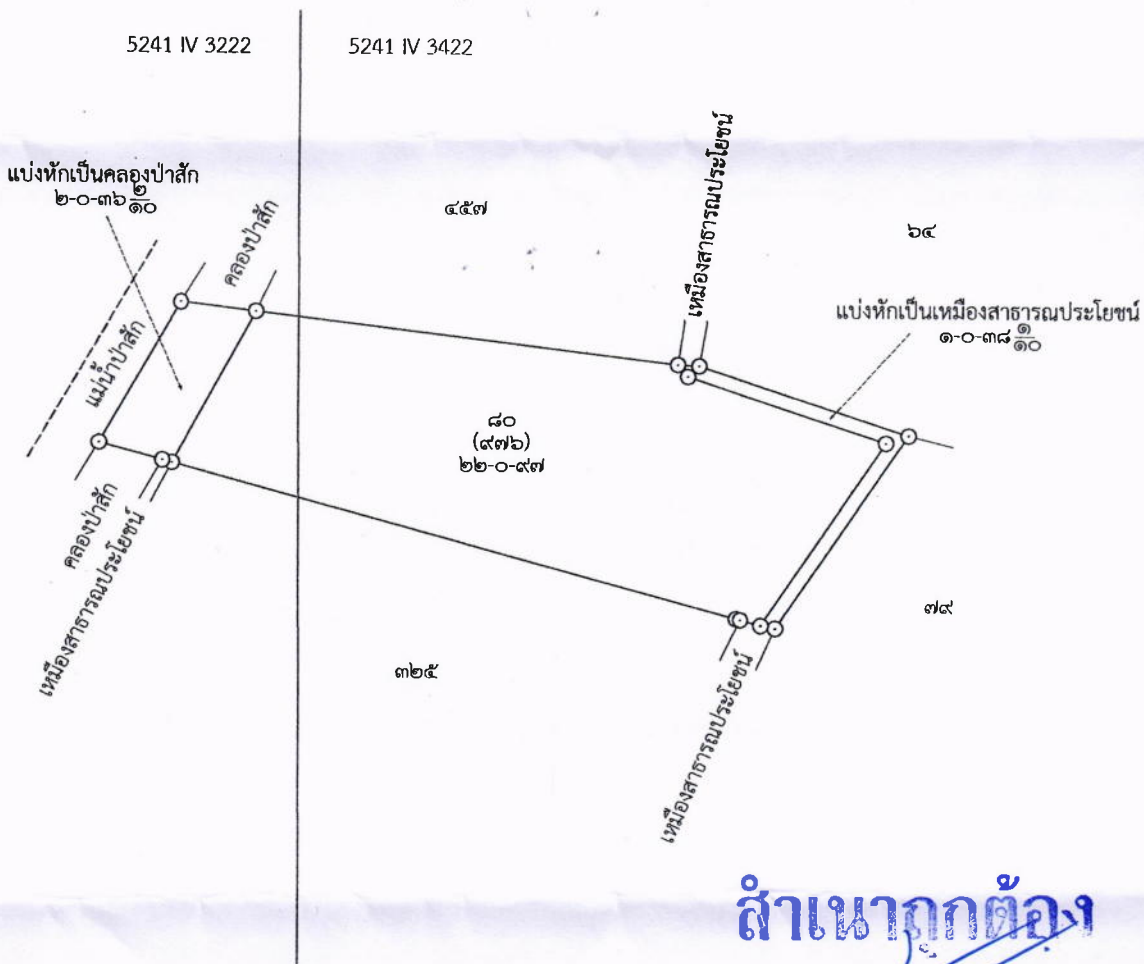 5241 IV 3222
5241 IV 3422
แบ่งหักเป็นคลองป่าสัก
๒-๐-๓๖ ๒/๑๐
คลองป่าสัก
๔๕๗
เหมืองสาธารณประโยชน์
๖๔
แบ่งหักเป็นเหมืองสาธารณประโยชน์
๑-๐-๓๘ ๑/๑๐
แม่น้ำป่าสัก
๘๐
(๙๗๖)
๒๒-๐-๙๗
คลองป่าสัก
เหมืองสาธารณประโยชน์
๓๒๕
๗๙
เหมืองสาธารณประโยชน์
สำเนาถูกต้อง